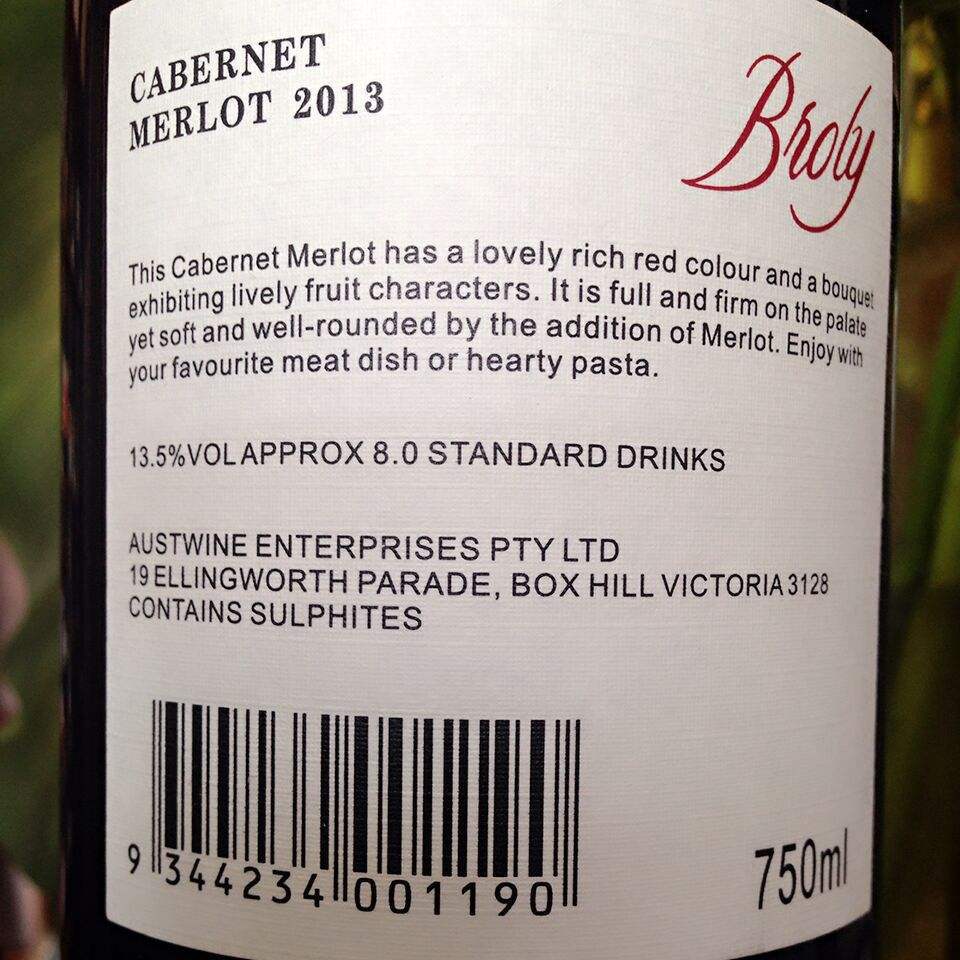 CABERNET
MERLOT 2013
Broly
This Cabernet Merlot has a lovely rich red colour and a bouquet
exhibiting lively fruit characters. It is full and firm on the palate
yet soft and well-rounded by the addition of Merlot. Enjoy with
your favourite meat dish or hearty pasta.
13.5%VOL APPROX 8.0 STANDARD DRINKS
AUSTWINE ENTERPRISES PTY LTD
19 ELLINGWORTH PARADE, BOX HILL VICTORIA 3128
CONTAINS SULPHITES
9 344234 001190
750ml